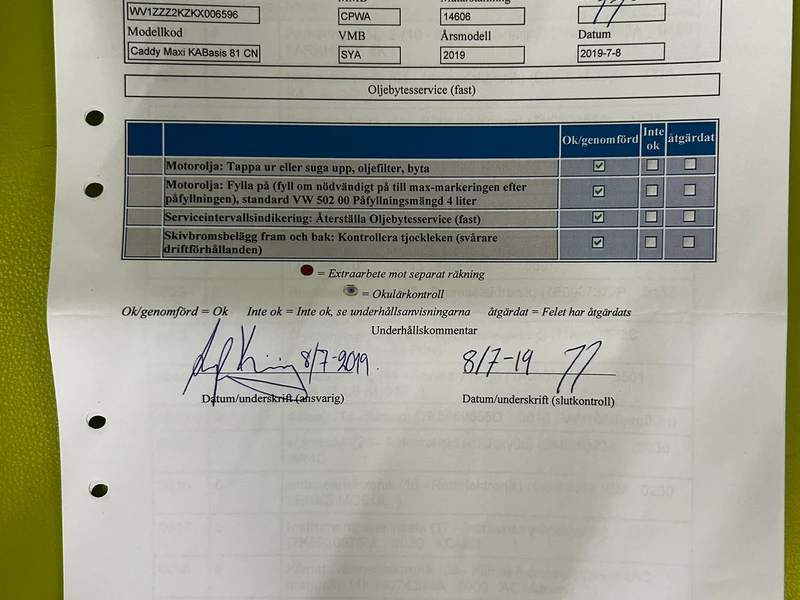 WV1ZZZ2KZKX006596 CPWA 14606
Modellkod VMB Årsmodell Datum
Caddy Maxi KABasis 81 CN SYA 2019 2019-7-8
Oljebytesservice (fast)
Ok/genomförd Inte ok åtgärdat
Motorolja: Tappa ur eller suga upp, oljefilter, byta
Motorolja: Fylla på (fyll om nödvändigt på till max-markeringen efter
påfyllningen), standard VW 502 00 Påfyllningsmängd 4 liter
Serviceintervallsindikering: Återställa Oljebytesservice (fast)
Skivbromsbelägg fram och bak: Kontrollera tjockleken (svårare
driftförhållanden)
= Extraarbete mot separat räkning
= Okulärkontroll
Ok/genomförd = Ok Inte ok = Inte ok, se underhållsanvisningarna åtgärdat = Felet har åtgärdats
Underhållskommentar
8/7-2019. 8/7-19
Datum/underskrift (ansvarig) Datum/underskrift (slutkontroll)